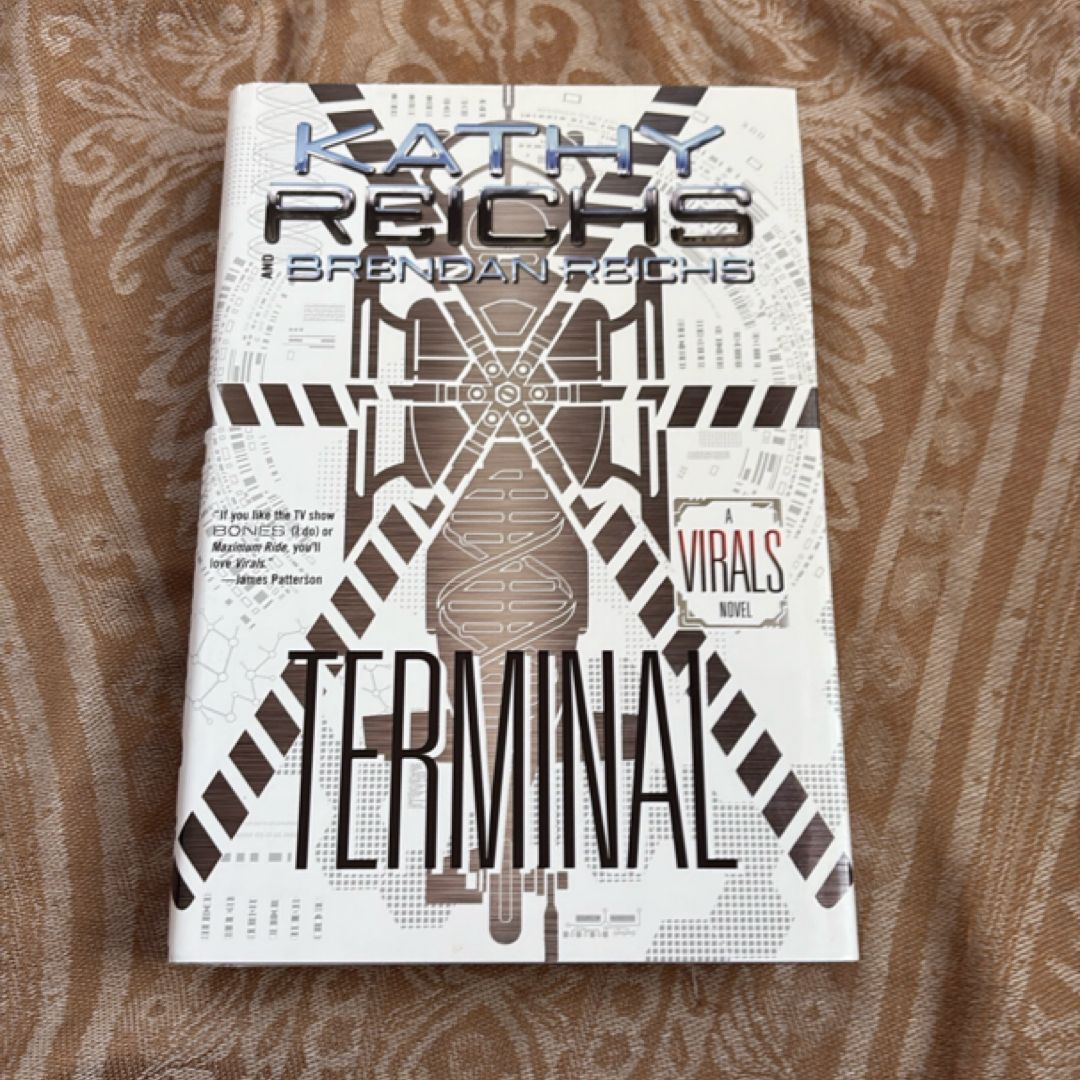 KATHY
REICHS
AND BRENDAN REICHS
"If you like the TV show
BONES (I do) or
Maximum Ride, you'll
love Virals."
—James Patterson
A
VIRALS
NOVEL
TERMINAL